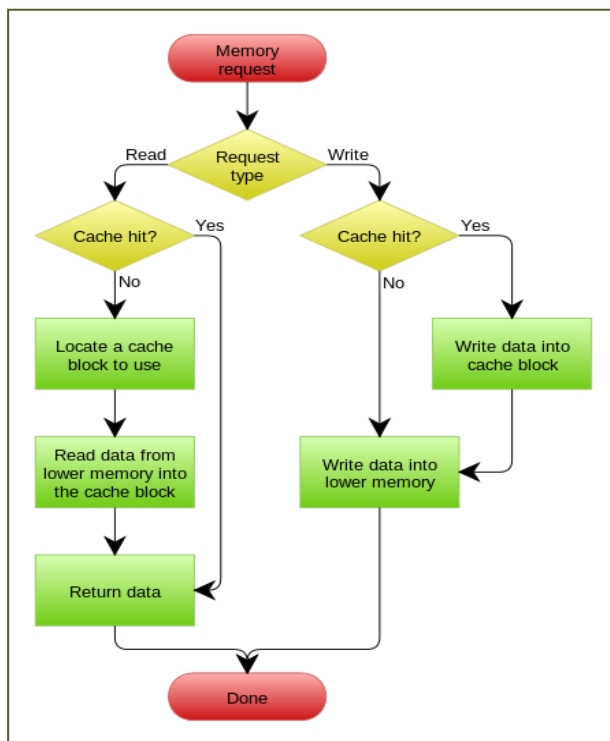 Memory
request
Read
Request
type
Write
Cache hit?
Yes
No
Cache hit?
Yes
No
Locate a cache
block to use
Write data into
cache block
Read data from
lower memory into
the cache block
Write data into
lower memory
Return data
Done